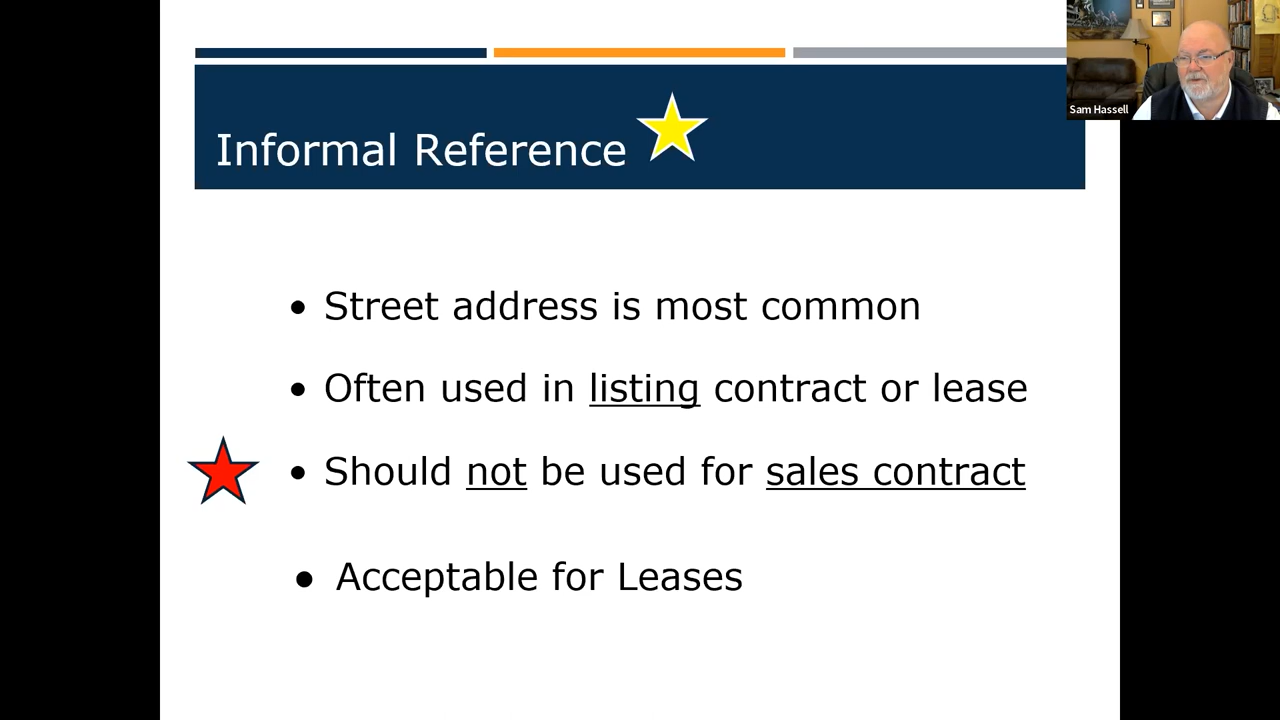 Sam Hassell
Informal Reference
• Street address is most common
• Often used in listing contract or lease
• Should not be used for sales contract
• Acceptable for Leases